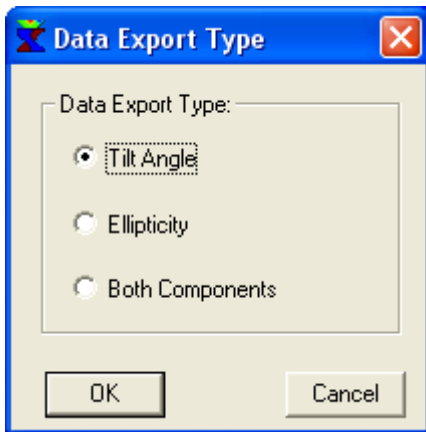 Data Export Type
Data Export Type:
Tilt Angle
Ellipticity
Both Components
OK
Cancel